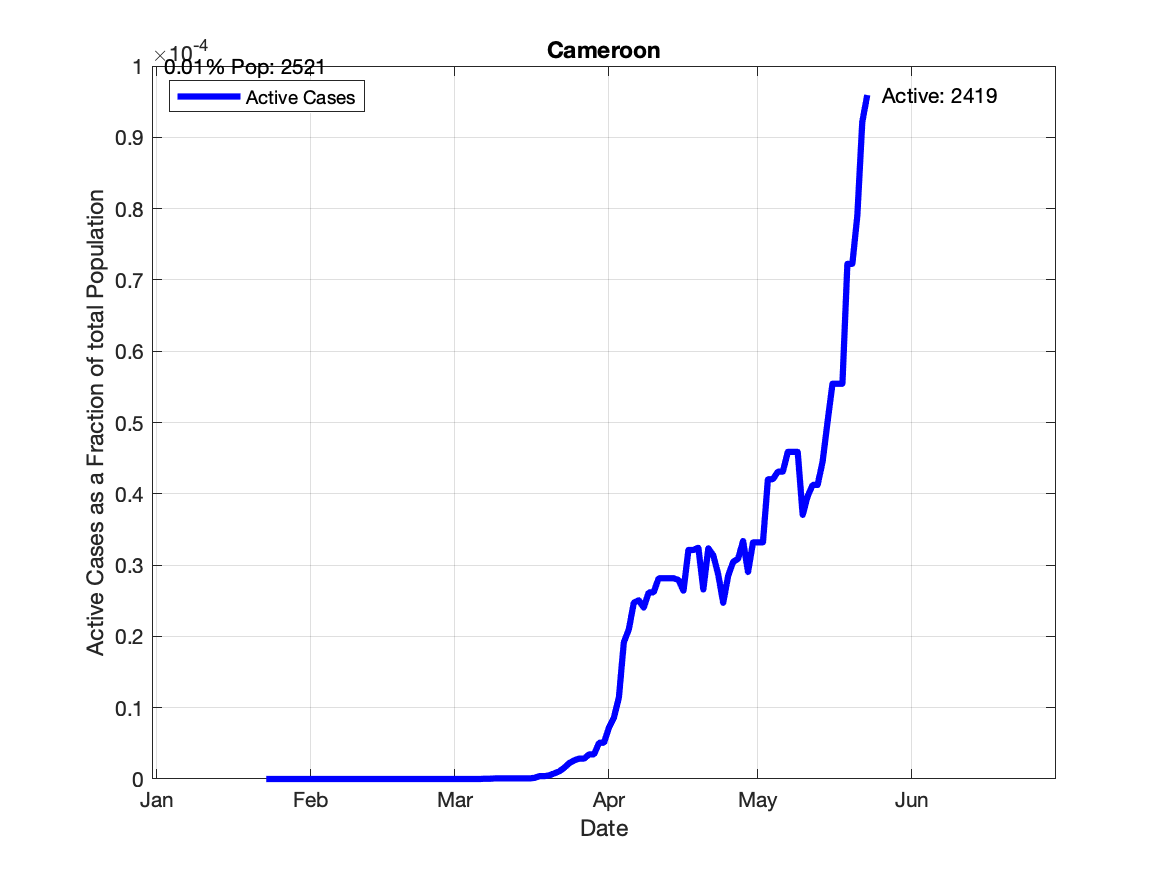 Cameroon
×10-4
0.01% Pop: 2521
Active Cases
Active: 2419
1
0.9
0.8
0.7
0.6
0.5
0.4
0.3
0.2
0.1
0
Active Cases as a Fraction of total Population
Jan Feb Mar Apr May Jun
Date